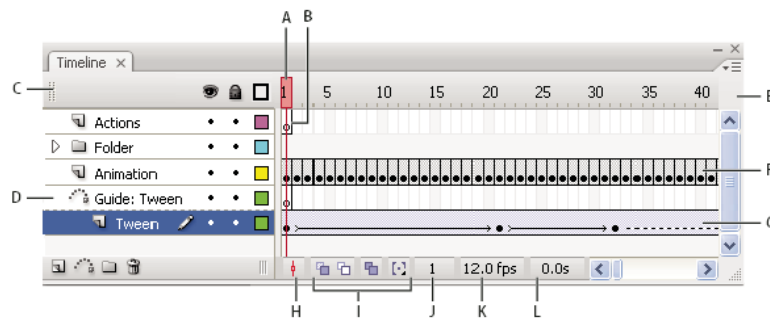 A B
Timeline ×
C
1 5 10 15 20 25 30 35 40
Actions
Folder
Animation
D
Guide: Tween
Tween
1 12.0 fps 0.0s
H I J K L